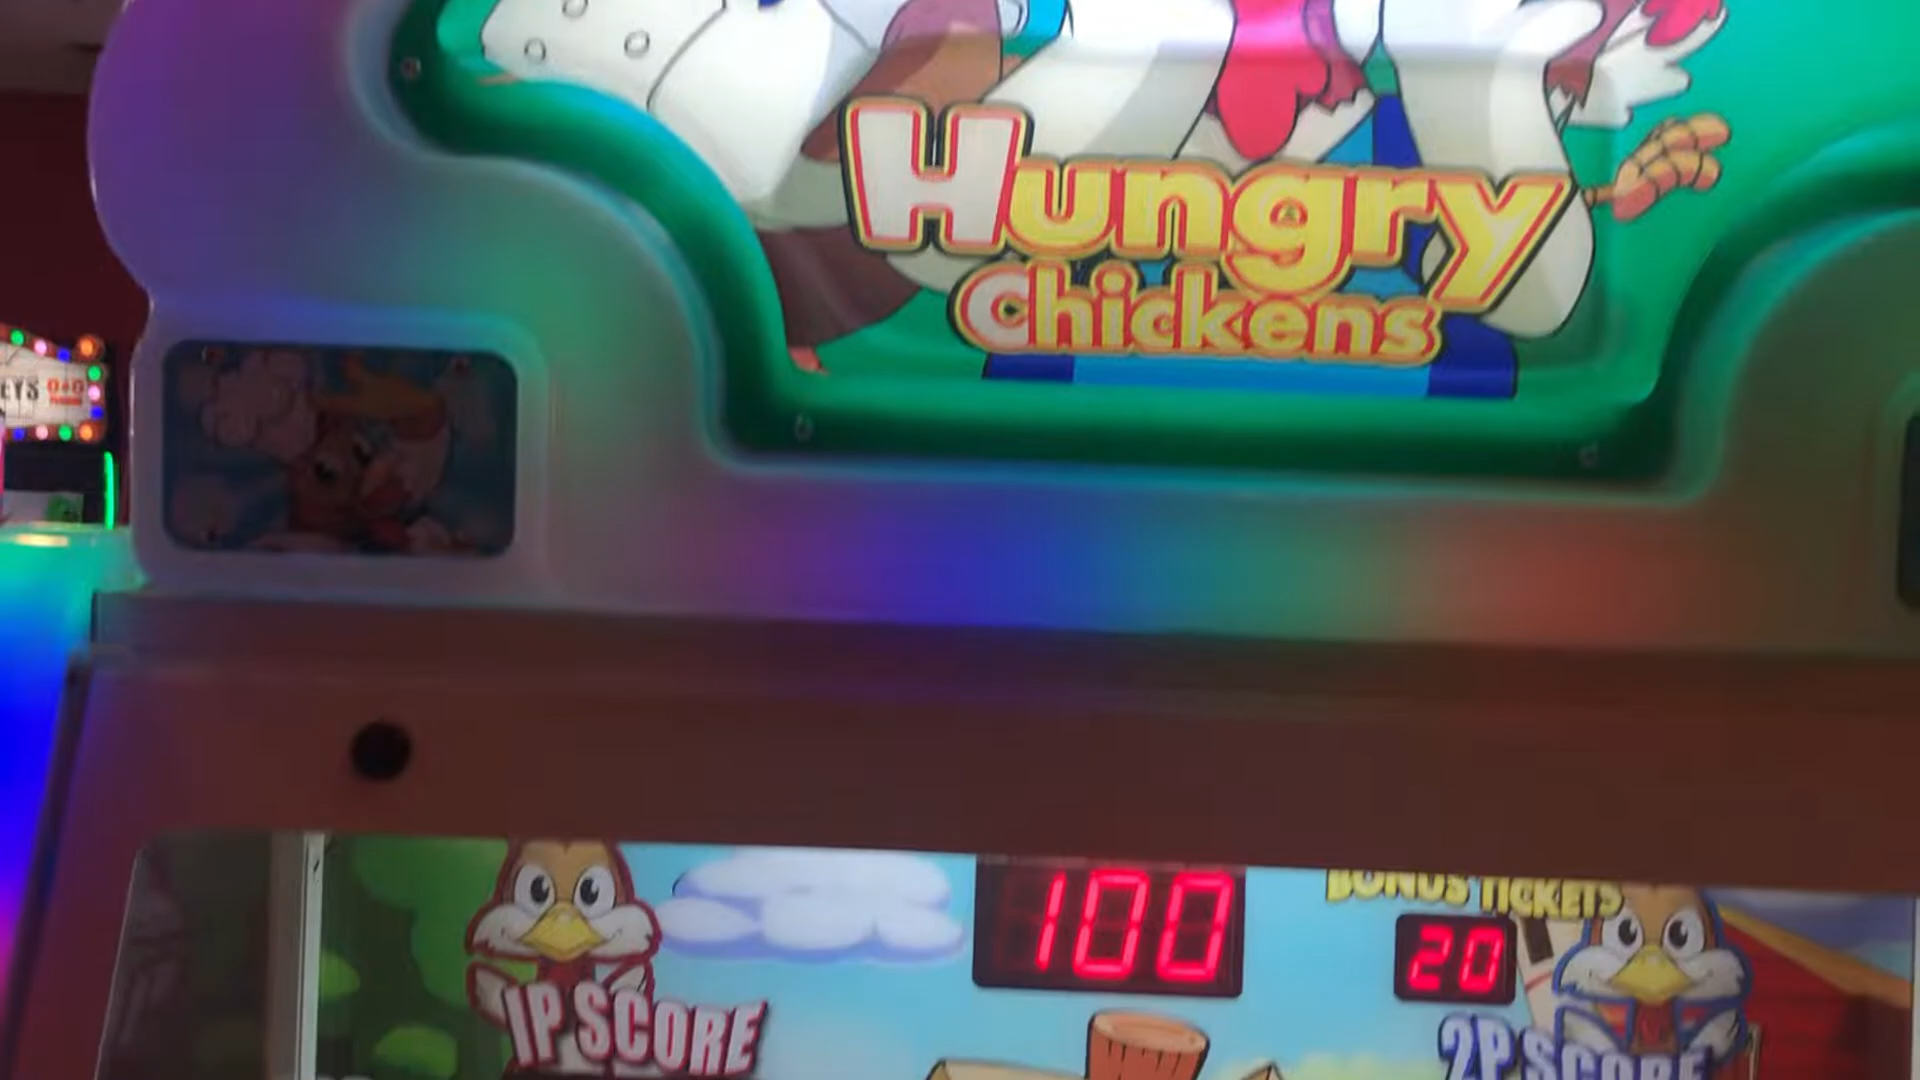 Hungry
Chickens
100
BONUS TICKETS
20
1P SCORE
2P SCORE